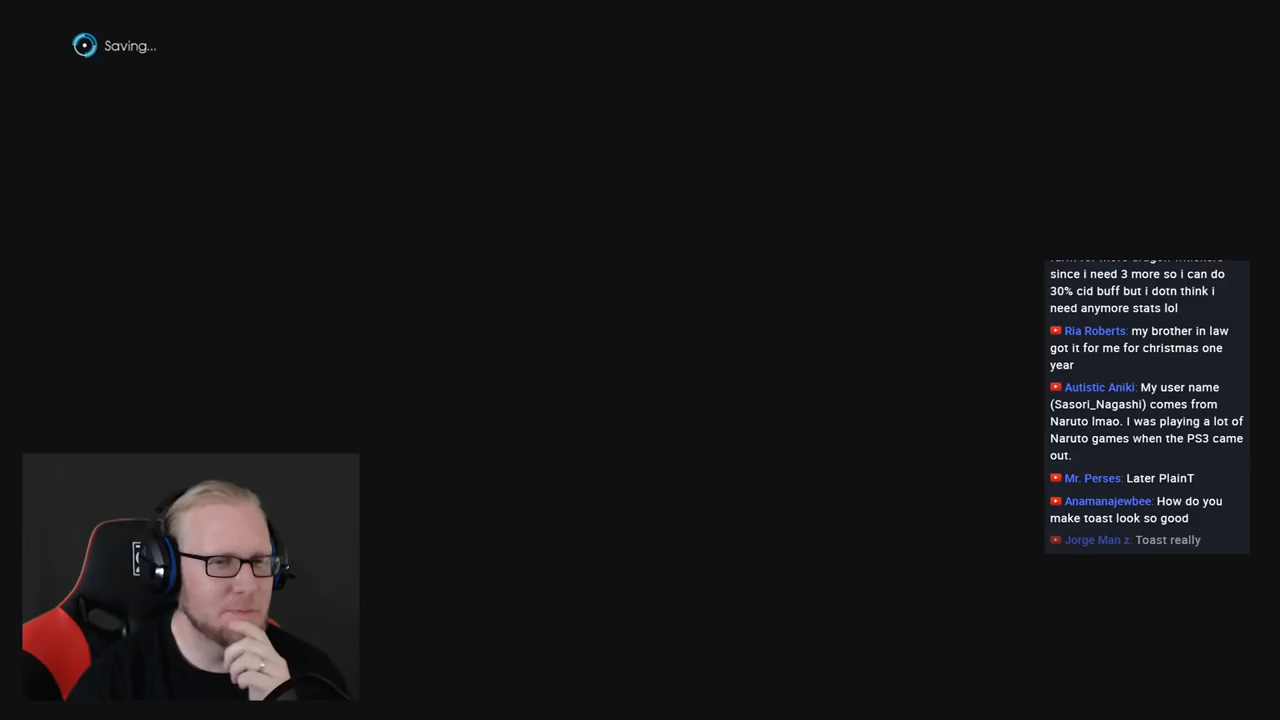 Saving...
since i need 3 more so i can do
30% cid buff but i dotn think i
need anymore stats lol
Ria Roberts: my brother in law
got it for me for christmas one
year
Autistic Aniki: My user name
(Sasori_Nagashi) comes from
Naruto lmao. I was playing a lot of
Naruto games when the PS3 came
out.
Mr. Perses: Later PlainT
Anamanajewbee: How do you
make toast look so good
Jorge Man z: Toast really